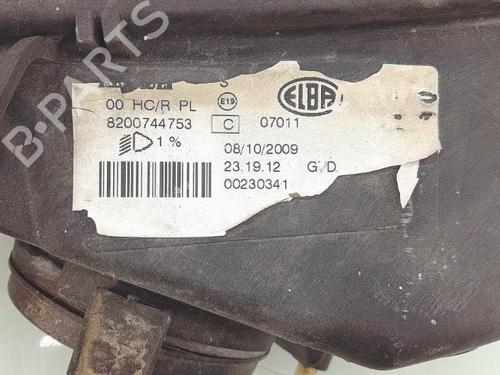 B-PARTS
S
00 HC/R PL
E19
ELBA
8200744753
C
07011
1 %
08/10/2009
23.19.12
00230341